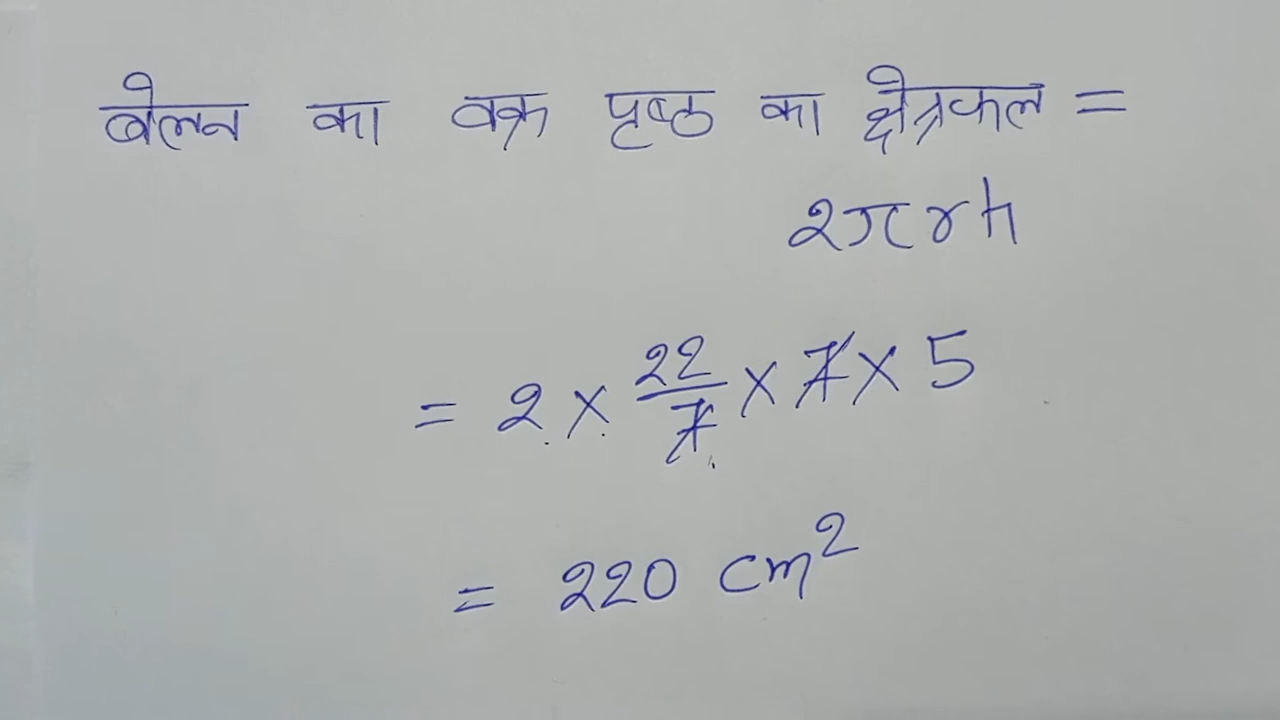 बेलन का वक्र पृष्ठ का क्षेत्रफल =
2πrh
= 2 × 22/7 × 7 × 5
= 220 cm²